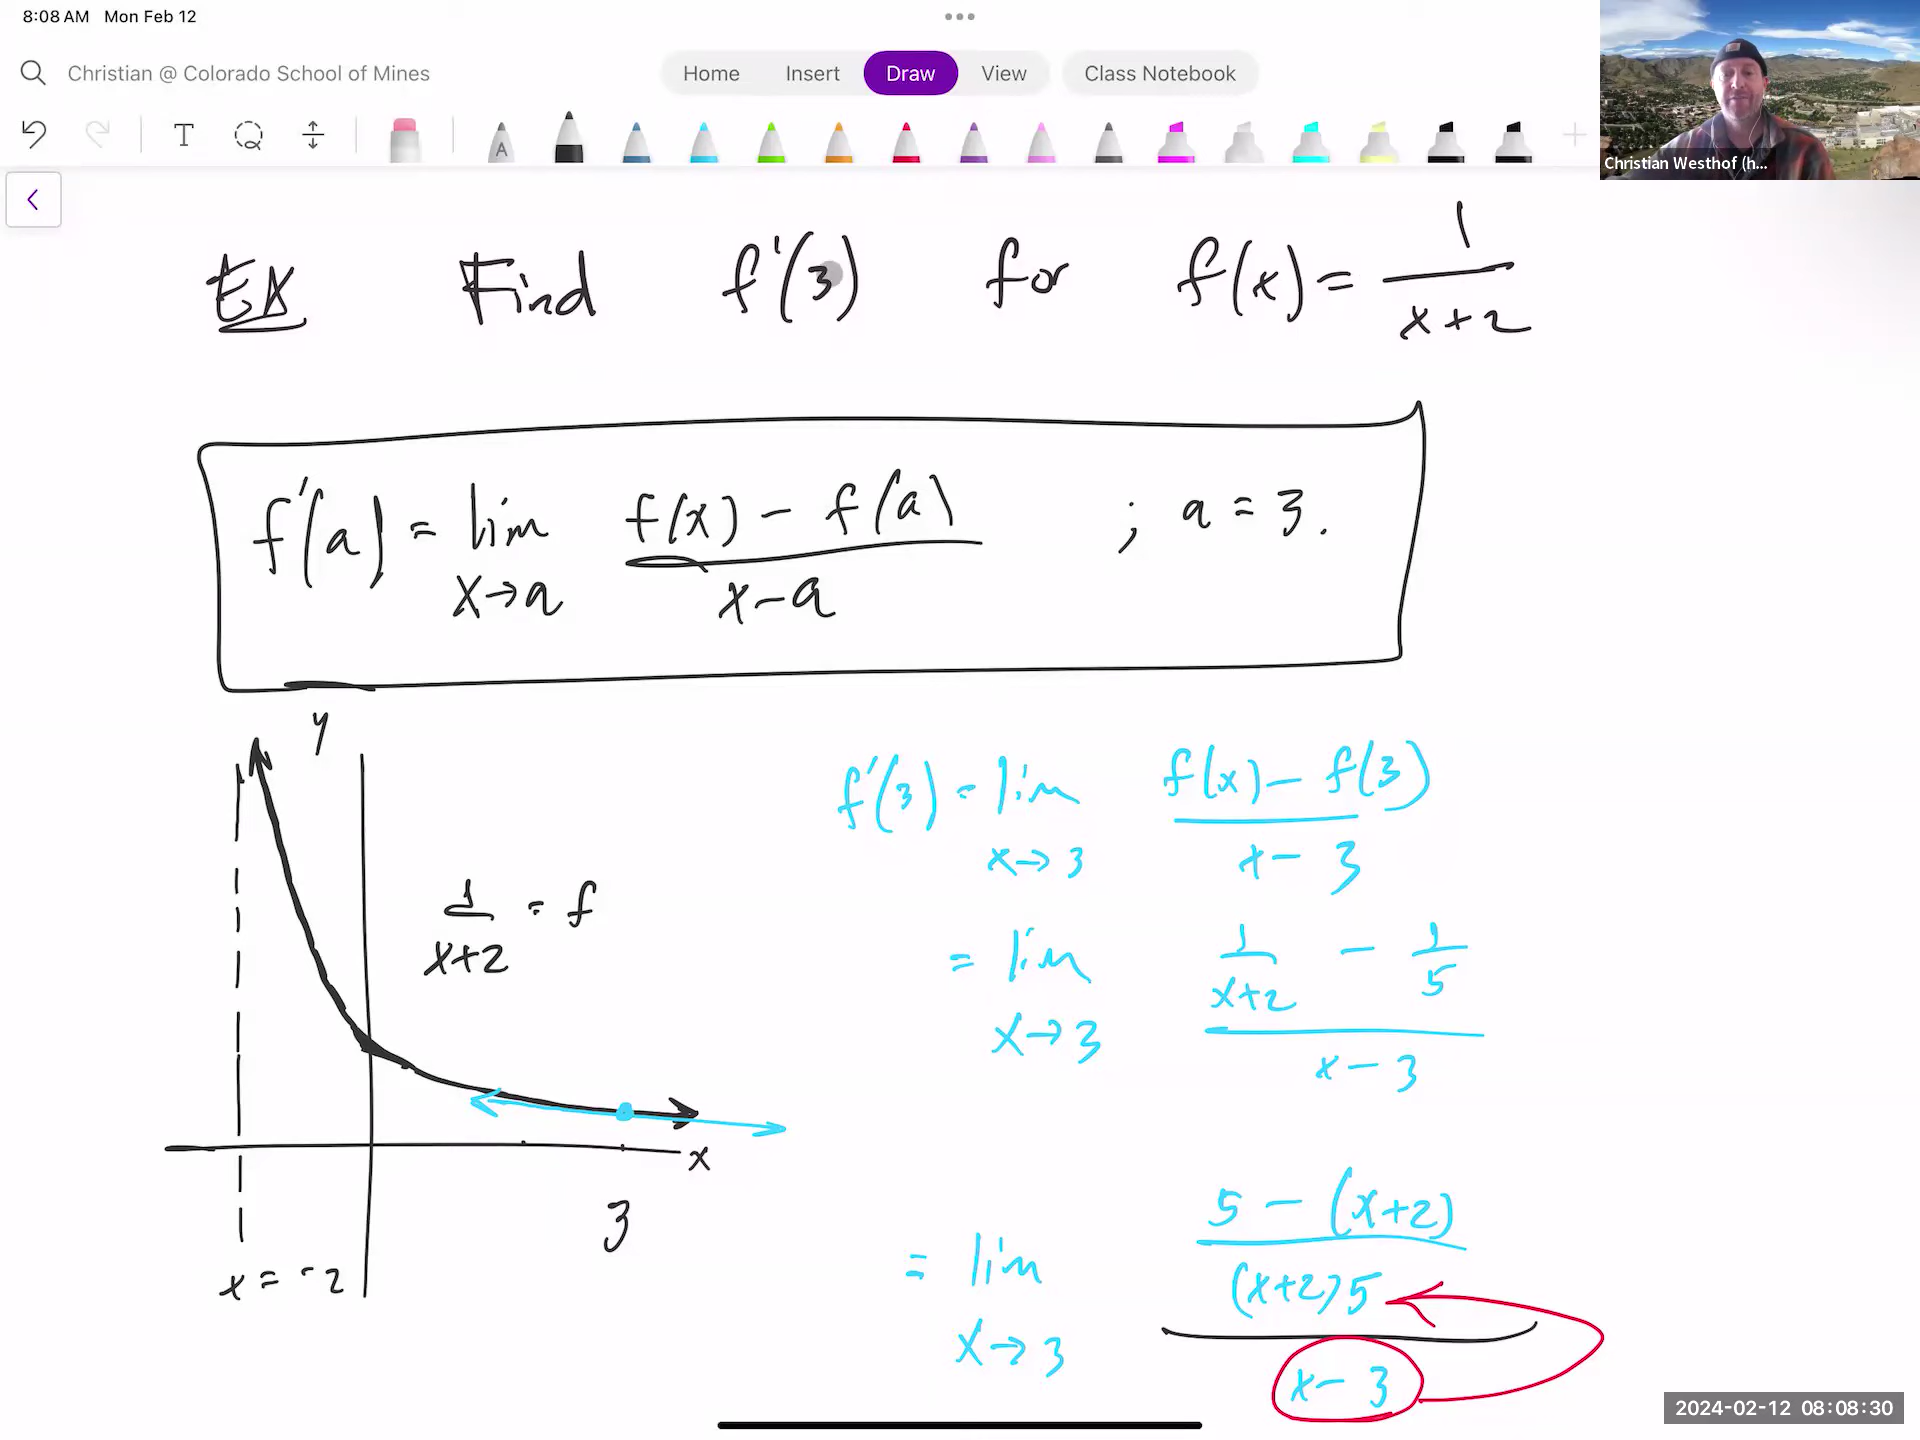 8:08 AM Mon Feb 12
Christian @ Colorado School of Mines
Home Insert Draw View Class Notebook
T A
Christian Westhof (h...
EX Find f'(3) for f(x) = 1/(x+2)
f'(a) = lim x→a (f(x) - f(a))/(x-a) ; a = 3.
y
1/(x+2) = f
x
3
x = -2
f'(3) = lim x→3 (f(x) - f(3))/(x-3)
= lim x→3 (1/(x+2) - 1/5)/(x-3)
= lim x→3 ((5-(x+2))/((x+2)5))/(x-3)
2024-02-12 08:08:30